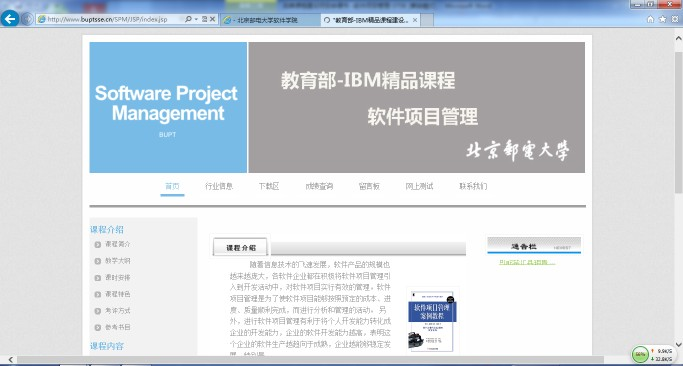 http://www.buptsse.cn/SPM/JSP/index.jsp
- 北京邮电大学软件学院
"教育部-IBM精品课程建设...
Software Project
Management
BUPT
教育部-IBM精品课程
软件项目管理
北京郵電大學
首页 行业信息 下载区 成绩查询 留言板 网上测试 联系我们
课程介绍
课程简介
教学大纲
课时安排
课程特色
考评方式
参考书目
课程内容
课程介绍
随着信息技术的飞速发展，软件产品的规模也
越来越庞大，各软件企业都在积极将软件项目管理引
入到开发活动中，对软件项目实行有效的管理。软件
项目管理是为了使软件项目能够按照预定的成本、进
度、质量顺利完成，而进行分析和管理的活动。另
外，进行软件项目管理有利于将个人开发能力转化成
企业的开发能力，企业的软件开发能力越高，表明这
个企业的软件生产越趋向于成熟，企业越能够稳定发
软件项目管理
案例教程
通告栏
66%
9.9K/S
32.8K/S